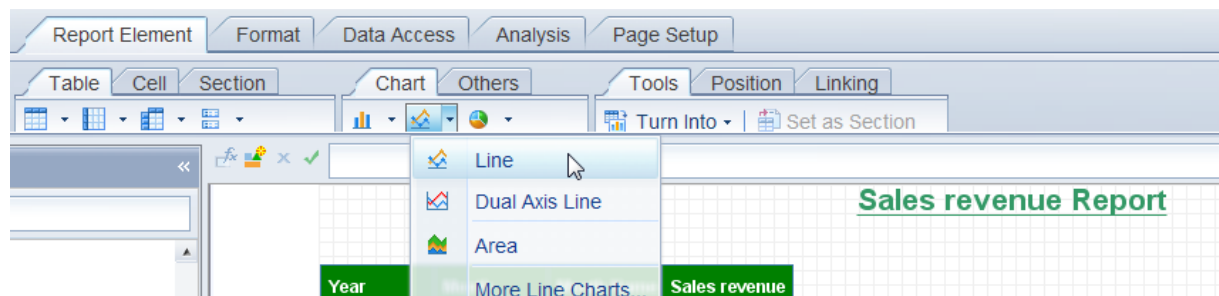 Report Element Format Data Access Analysis Page Setup
Table Cell Section Chart Others Tools Position Linking
Turn Into Set as Section
fx
Line
Dual Axis Line
Sales revenue Report
Area
Year Sales revenue
More Line Charts...